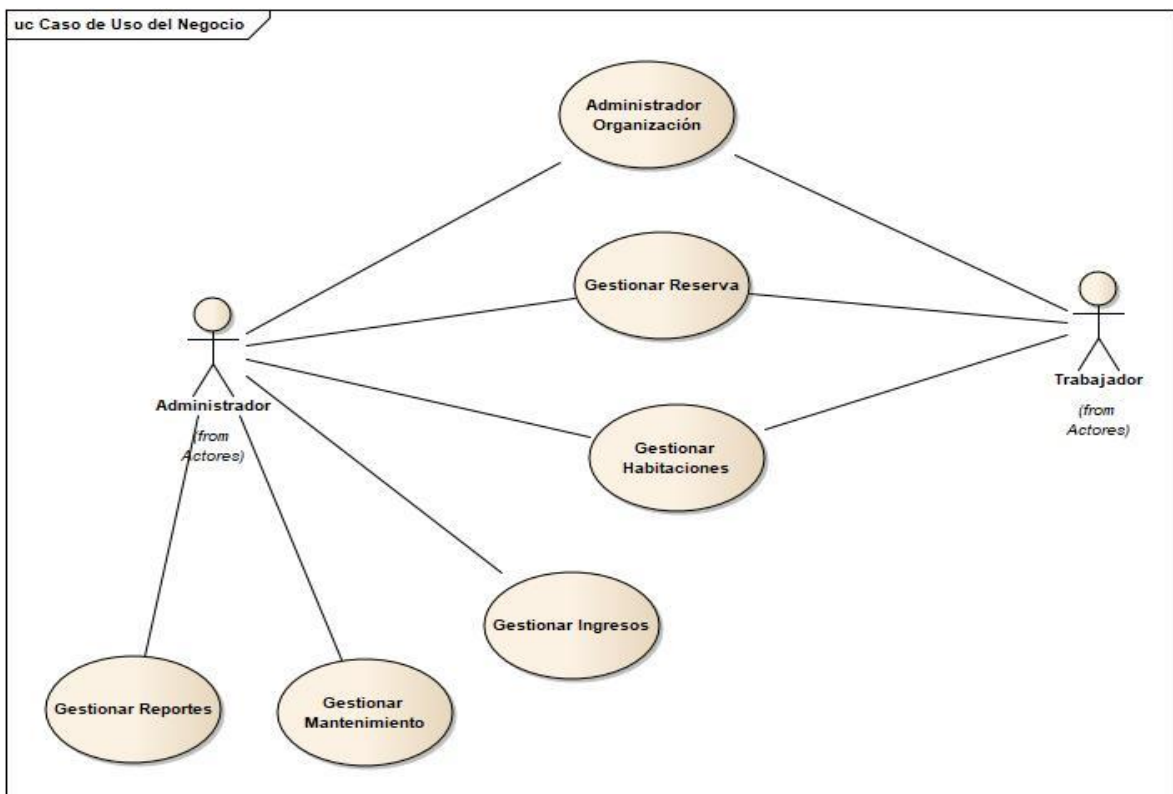 uc Caso de Uso del Negocio
Administrador
Organización
Gestionar Reserva
Administrador
(from
Actores)
Trabajador
(from
Actores)
Gestionar
Habitaciones
Gestionar Ingresos
Gestionar Reportes
Gestionar
Mantenimiento